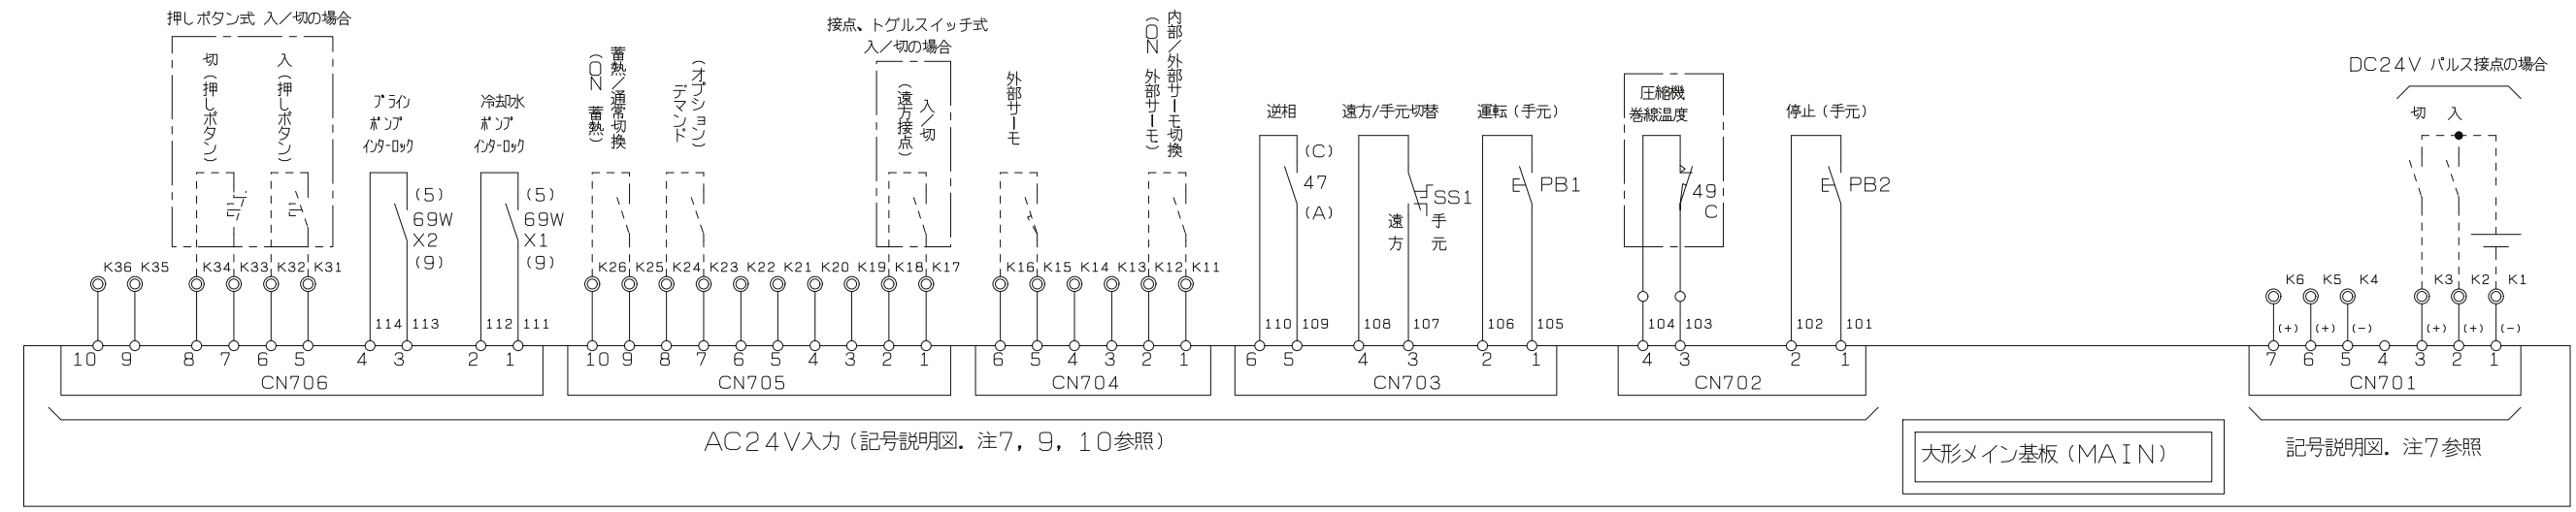 押しボタン式 入/切の場合
切(押しボタン)
入(押しボタン)
ブライン
ポンプ
インターロック
冷却水
ポンプ
インターロック
蓄熱/通常切換
(ON 蓄熱)
(オプション)
デマンド
接点、トグルスイッチ式
入/切の場合
入/切
(遠方接点)
外部サーモ
内部/外部サーモ切換
(ON 外部サーモ)
逆相
遠方/手元切替
運転(手元)
圧縮機
巻線温度
停止(手元)
DC24V パルス接点の場合
切 入
(5)
69W
X2
(9)
(5)
69W
X1
(9)
(C)
47
(A)
SS1
遠方
手元
PB1
49
C
PB2
K36 K35 K34 K33 K32 K31
K26 K25 K24 K23 K22 K21 K20 K19 K18 K17
K16 K15 K14 K13 K12 K11
K6 K5 K4 K3 K2 K1
114 113 112 111
110 109 108 107 106 105
104 103 102 101
(+) (+) (-) (+) (+) (-)
10 9 8 7 6 5 4 3 2 1
CN706
10 9 8 7 6 5 4 3 2 1
CN705
6 5 4 3 2 1
CN704
6 5 4 3 2 1
CN703
4 3 2 1
CN702
7 6 5 4 3 2 1
CN701
AC24V入力(記号説明図.注7,9,10参照)
大形メイン基板(MAIN)
記号説明図.注7参照